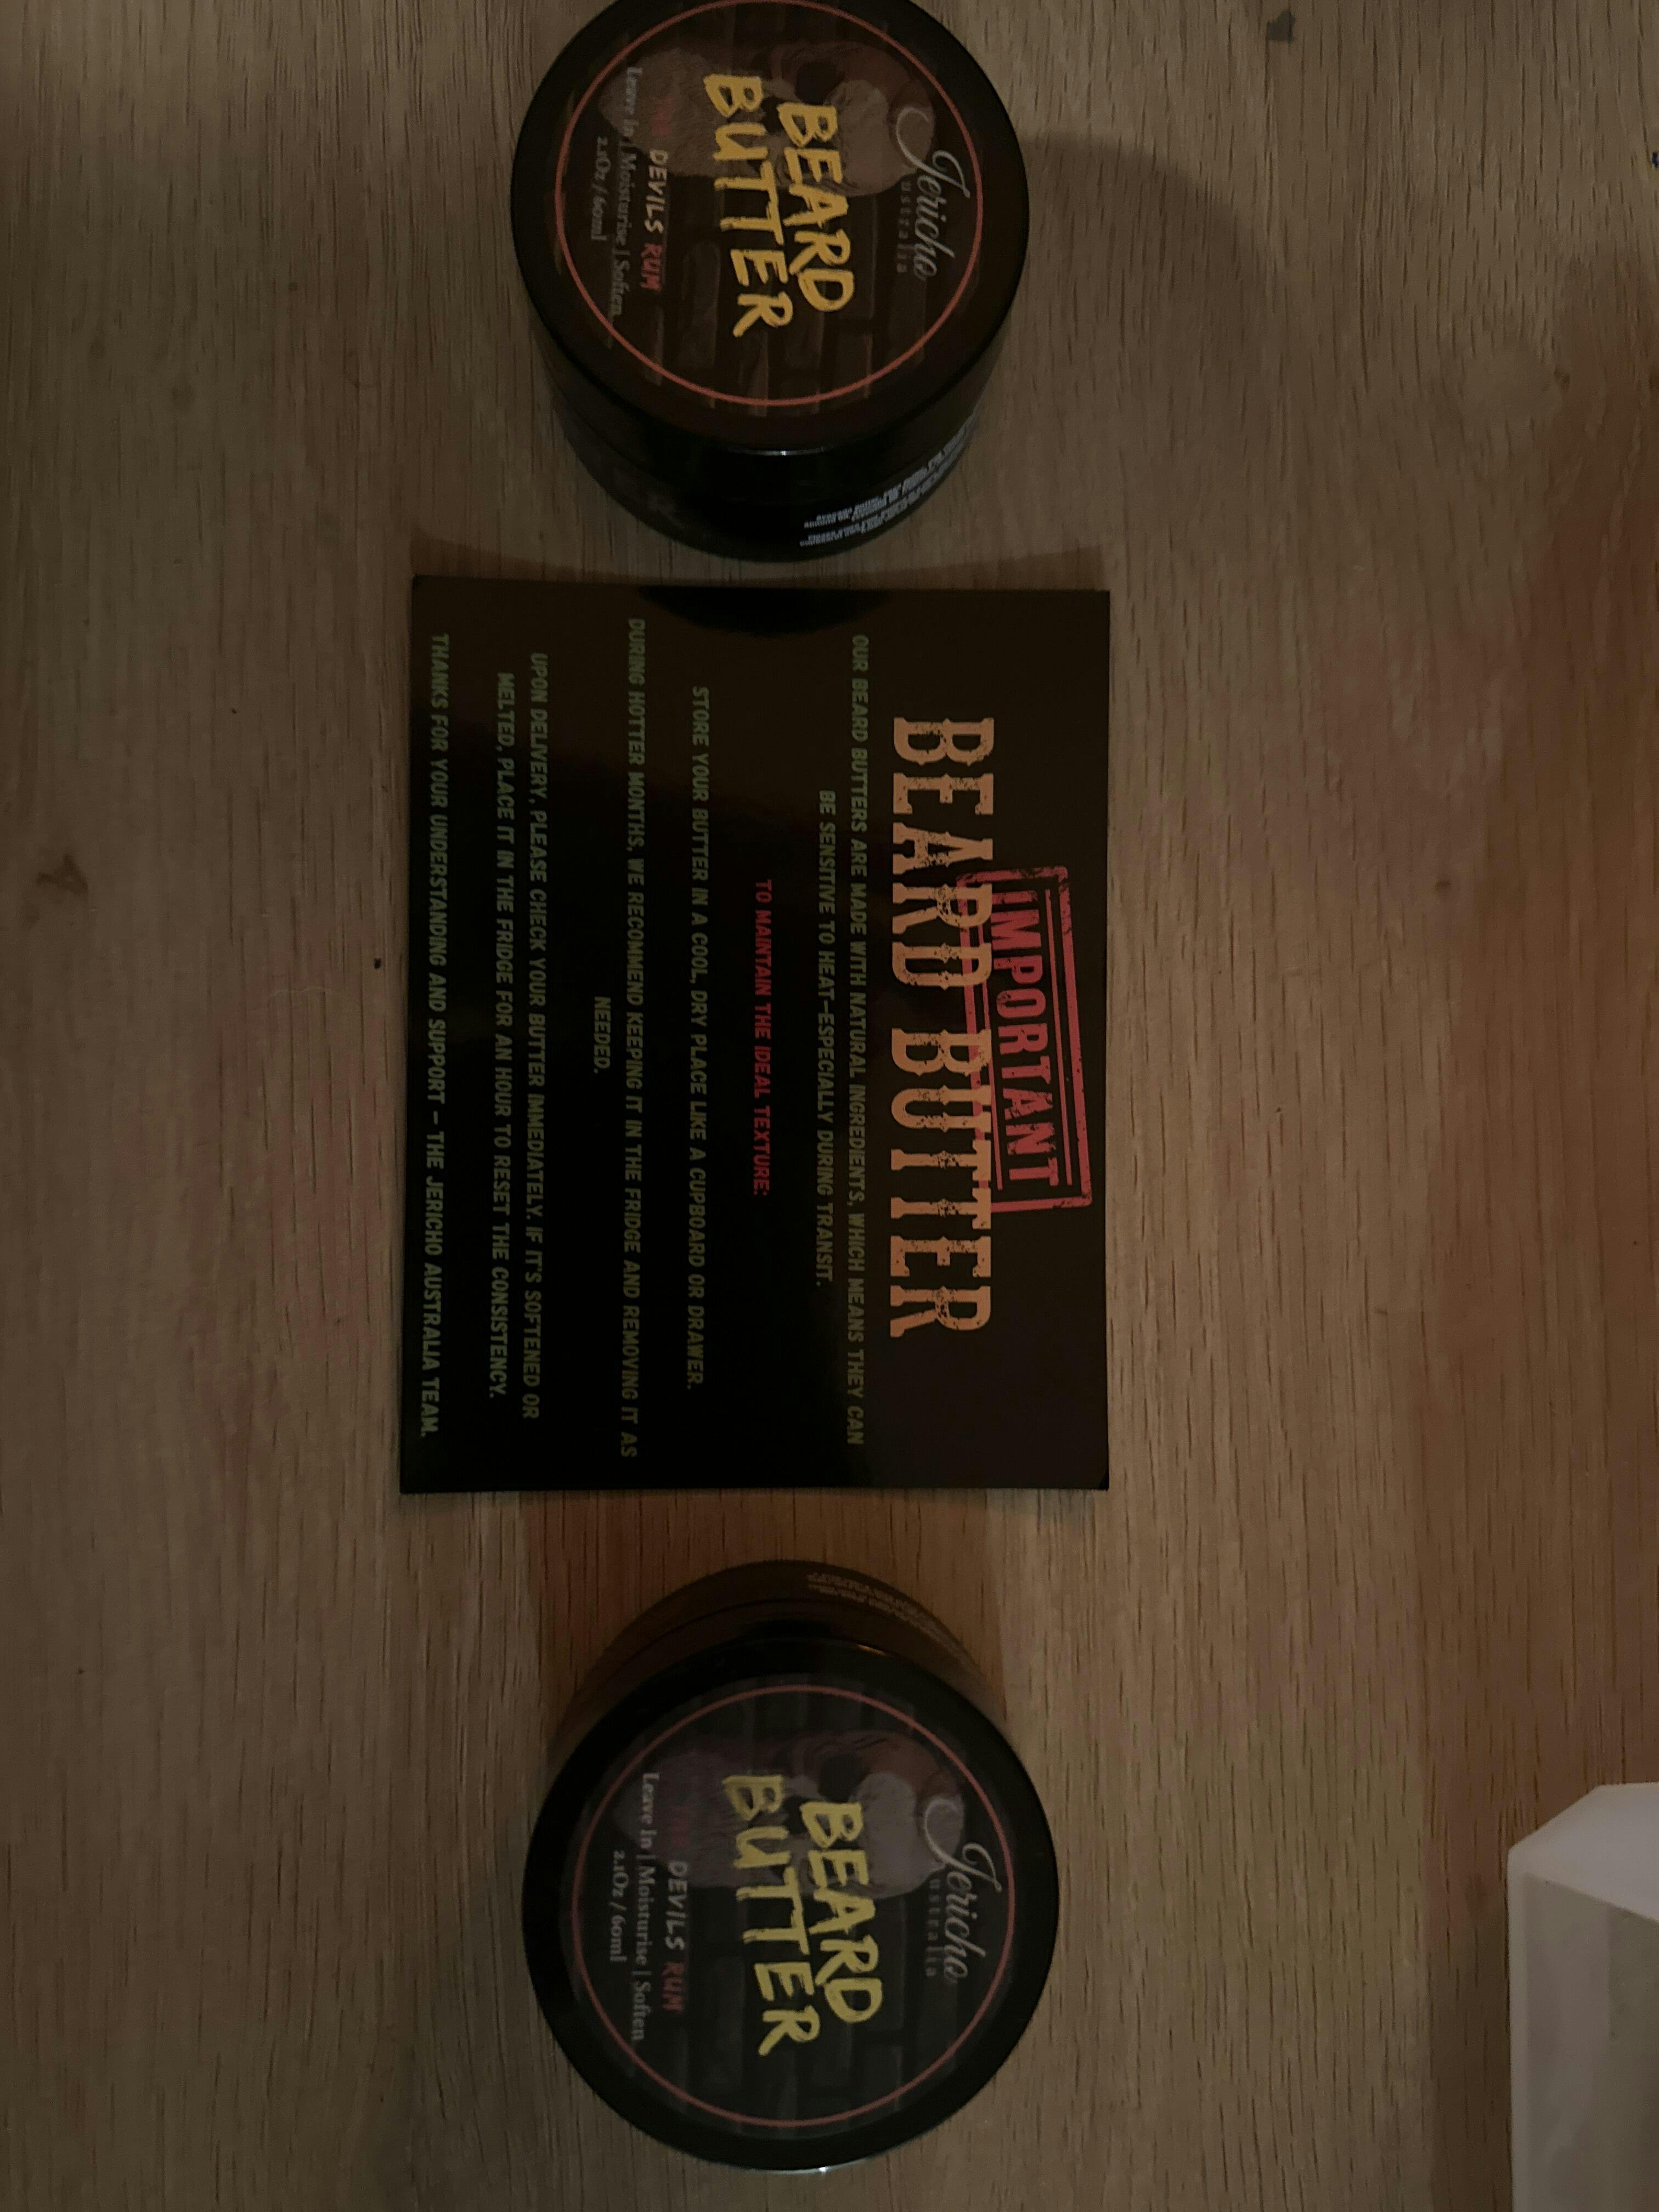 Jericho
ustralia
BEARD
BUTTER
DEVILS RUM
Leave In | Moisturise | Soften
2.1Oz / 60ml
IMPORTANT
BEARD BUTTER
OUR BEARD BUTTERS ARE MADE WITH NATURAL INGREDIENTS, WHICH MEANS THEY CAN
BE SENSITIVE TO HEAT—ESPECIALLY DURING TRANSIT.
TO MAINTAIN THE IDEAL TEXTURE:
STORE YOUR BUTTER IN A COOL, DRY PLACE LIKE A CUPBOARD OR DRAWER.
DURING HOTTER MONTHS, WE RECOMMEND KEEPING IT IN THE FRIDGE AND REMOVING IT AS
NEEDED.
UPON DELIVERY, PLEASE CHECK YOUR BUTTER IMMEDIATELY. IF IT'S SOFTENED OR
MELTED, PLACE IT IN THE FRIDGE FOR AN HOUR TO RESET THE CONSISTENCY.
THANKS FOR YOUR UNDERSTANDING AND SUPPORT – THE JERICHO AUSTRALIA TEAM.
Jericho
ustralia
BEARD
BUTTER
DEVILS RUM
Leave In | Moisturise | Soften
2.1Oz / 60ml